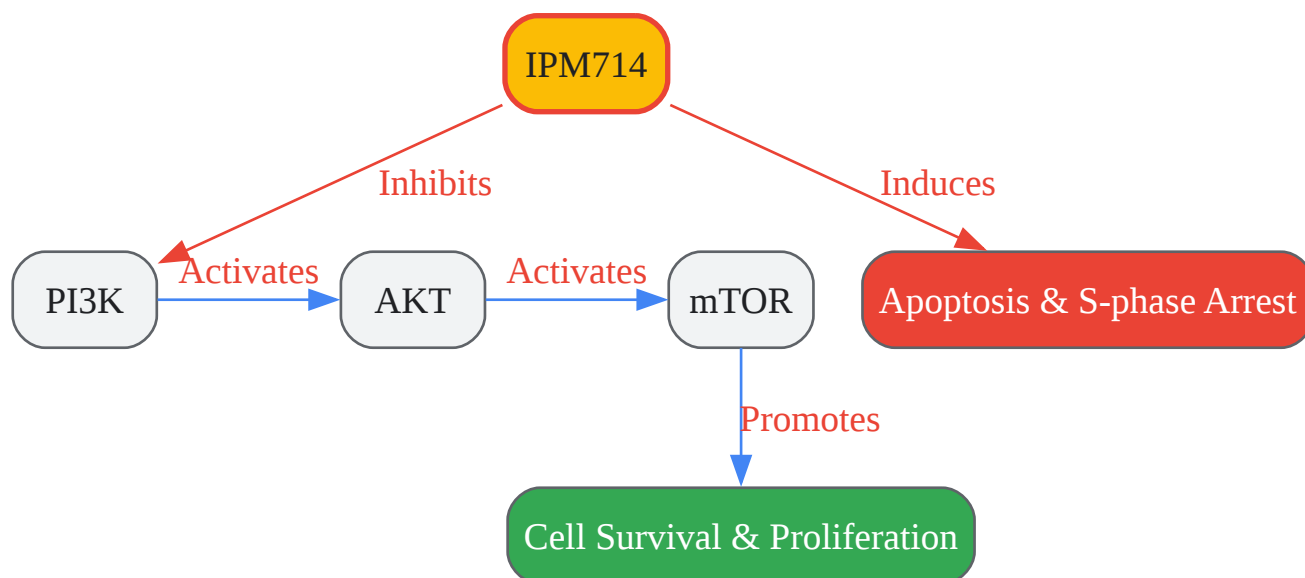 IPM714
Inhibits
Induces
PI3K
Activates
AKT
Activates
mTOR
Apoptosis & S-phase Arrest
Promotes
Cell Survival & Proliferation